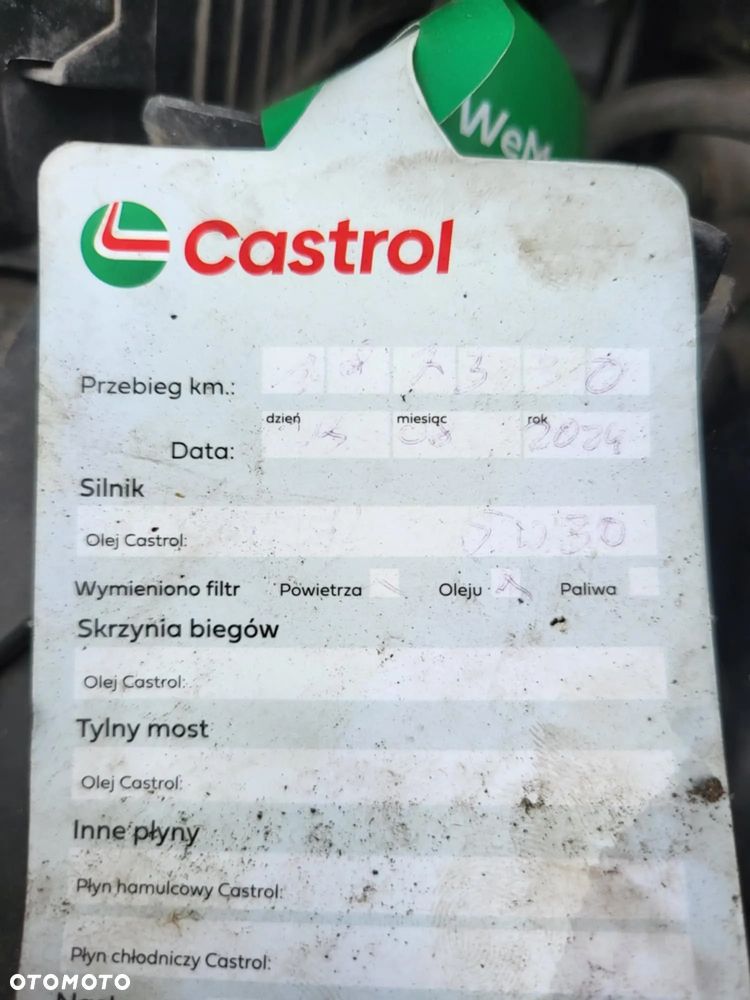 WeM
Castrol
Przebieg km.:
dzień miesiąc rok
Data: 2024
Silnik
Olej Castrol: 5W30
Wymieniono filtr Powietrza Oleju Paliwa
Skrzynia biegów
Olej Castrol:
Tylny most
Olej Castrol:
Inne płyny
Płyn hamulcowy Castrol:
Płyn chłodniczy Castrol:
OTOMOTO